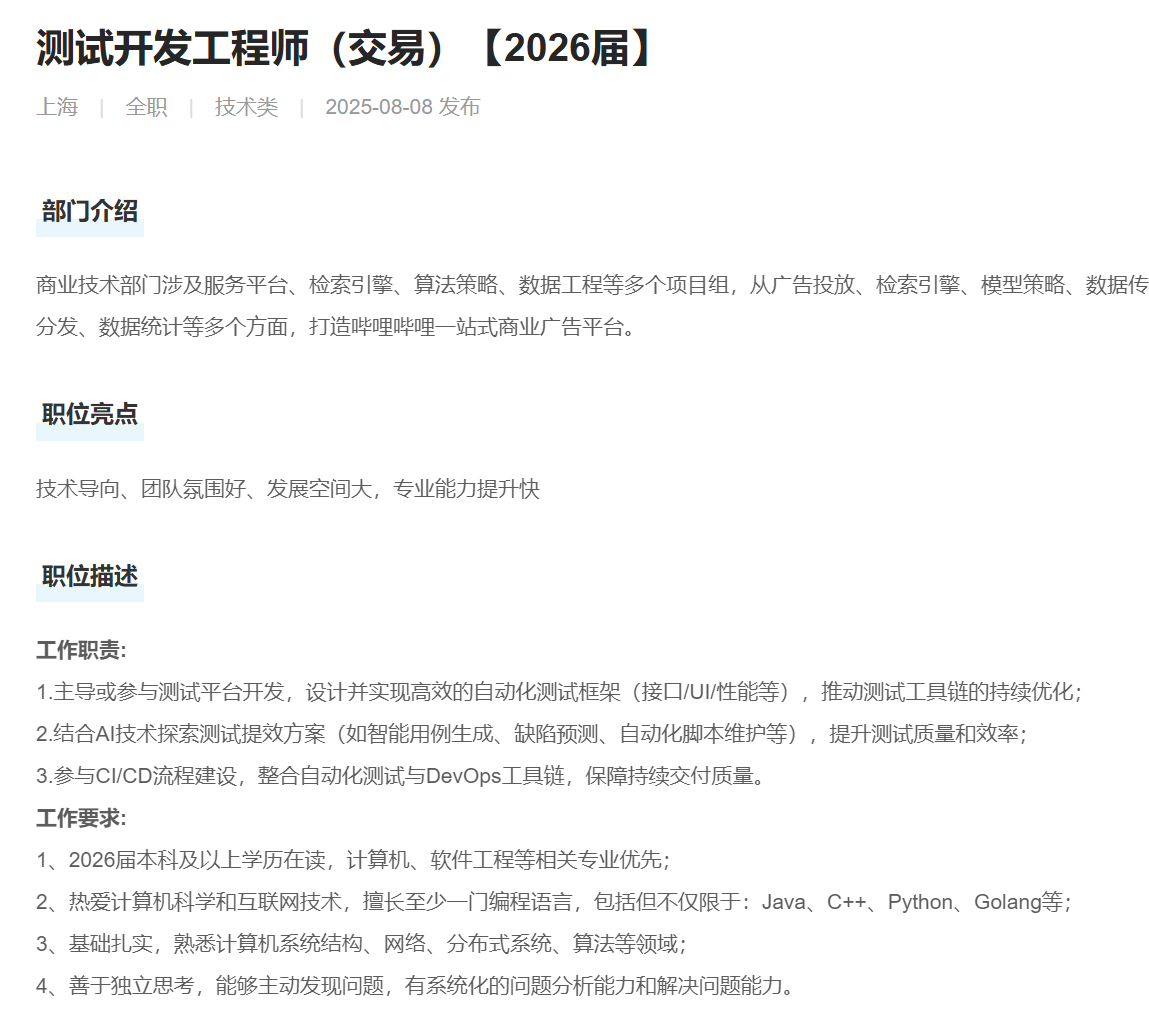 测试开发工程师（交易）【2026届】
上海 | 全职 | 技术类 | 2025-08-08 发布
部门介绍
商业技术部门涉及服务平台、检索引擎、算法策略、数据工程等多个项目组，从广告投放、检索引擎、模型策略、数据传
分发、数据统计等多个方面，打造哔哩哔哩一站式商业广告平台。
职位亮点
技术导向、团队氛围好、发展空间大，专业能力提升快
职位描述
工作职责:
1.主导或参与测试平台开发，设计并实现高效的自动化测试框架（接口/UI/性能等），推动测试工具链的持续优化；
2.结合AI技术探索测试提效方案（如智能用例生成、缺陷预测、自动化脚本维护等），提升测试质量和效率；
3.参与CI/CD流程建设，整合自动化测试与DevOps工具链，保障持续交付质量。
工作要求:
1、2026届本科及以上学历在读，计算机、软件工程等相关专业优先；
2、热爱计算机科学和互联网技术，擅长至少一门编程语言，包括但不仅限于：Java、C++、Python、Golang等；
3、基础扎实，熟悉计算机系统结构、网络、分布式系统、算法等领域；
4、善于独立思考，能够主动发现问题，有系统化的问题分析能力和解决问题能力。